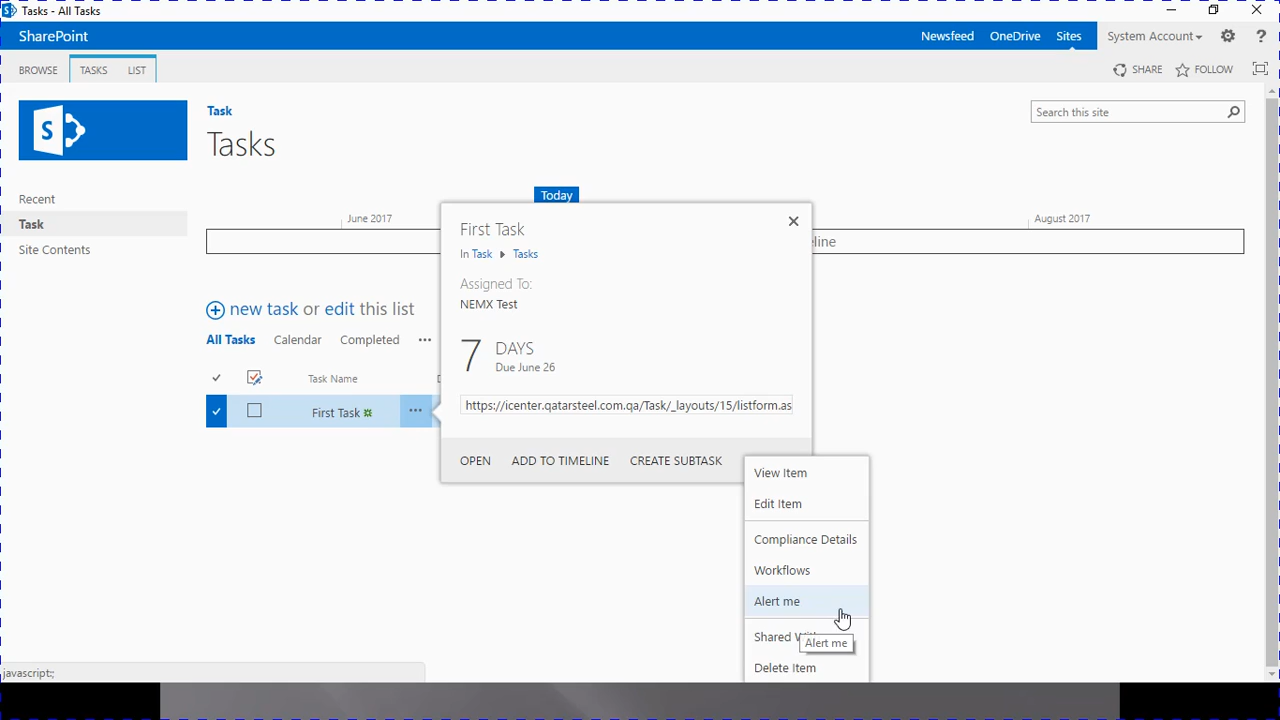 Tasks - All Tasks
SharePoint
Newsfeed OneDrive Sites System Account ?
BROWSE TASKS LIST
SHARE FOLLOW
S
Task
Search this site
Tasks
Recent
Task
Site Contents
Today
June 2017
August 2017
eline
First Task
In Task Tasks
Assigned To:
NEMX Test
7 DAYS
Due June 26
https://icenter.qatarsteel.com.qa/Task/_layouts/15/listform.as
OPEN ADD TO TIMELINE CREATE SUBTASK
new task or edit this list
All Tasks Calendar Completed ...
Task Name D
First Task ...
View Item
Edit Item
Compliance Details
Workflows
Alert me
Shared
Alert me
Delete Item
javascript:;